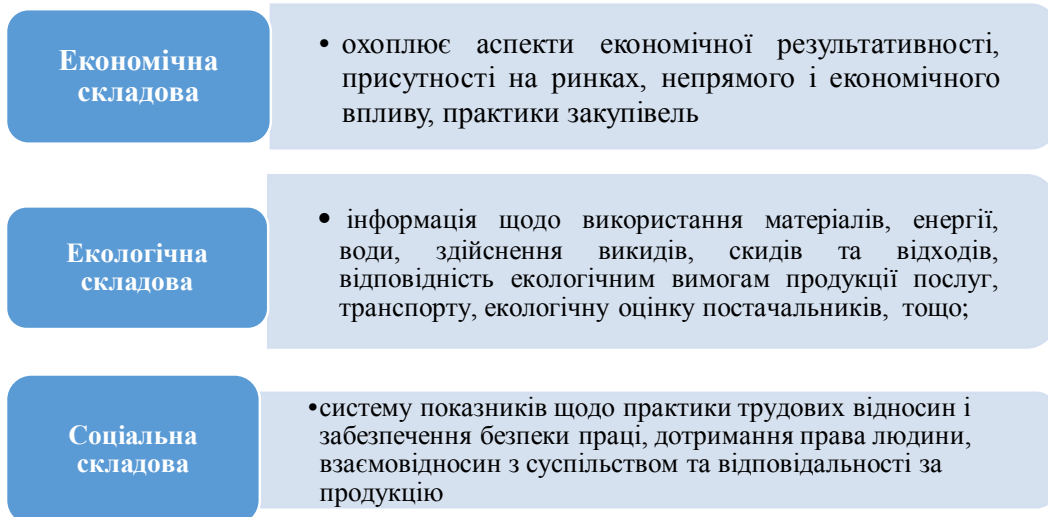 Економічна
складова
• охоплює аспекти економічної результативності,
присутності на ринках, непрямого і економічного
впливу, практики закупівель
Екологічна
складова
• інформація щодо використання матеріалів, енергії,
води, здійснення викидів, скидів та відходів,
відповідність екологічним вимогам продукції послуг,
транспорту, екологічну оцінку постачальників, тощо;
Соціальна
складова
•систему показників щодо практики трудових відносин і
забезпечення безпеки праці, дотримання права людини,
взаємовідносин з суспільством та відповідальності за
продукцію